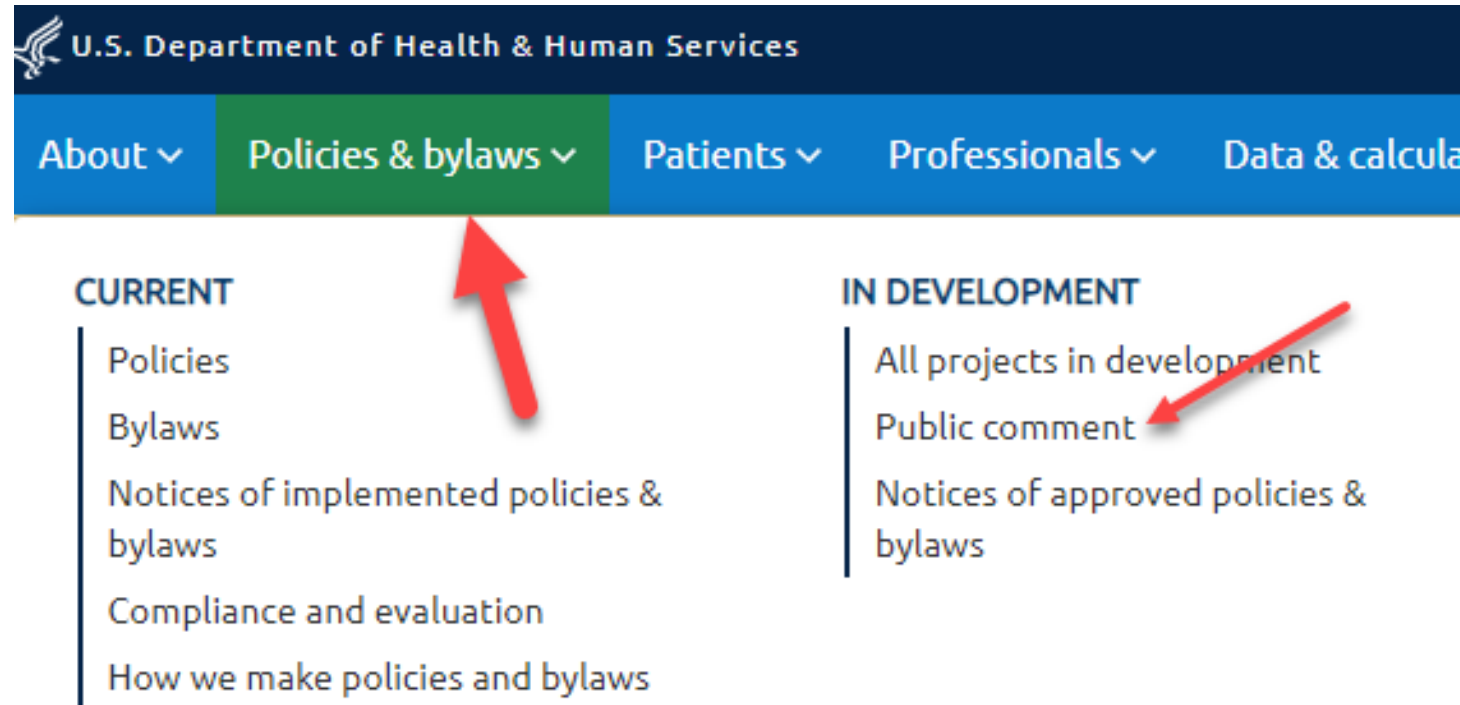 U.S. Department of Health & Human Services
About
Policies & bylaws
Patients
Professionals
Data & calcula
CURRENT
Policies
Bylaws
Notices of implemented policies &
bylaws
Compliance and evaluation
How we make policies and bylaws
IN DEVELOPMENT
All projects in development
Public comment
Notices of approved policies &
bylaws